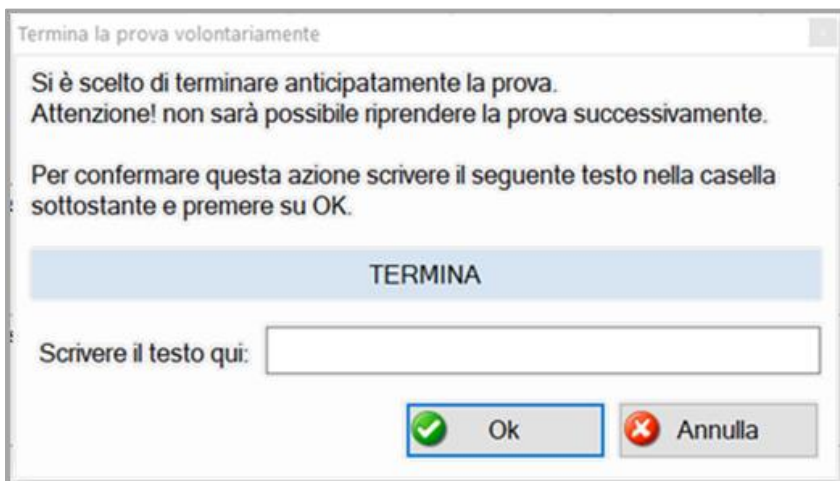 Termina la prova volontariamente
Si è scelto di terminare anticipatamente la prova.
Attenzione! non sarà possibile riprendere la prova successivamente.
Per confermare questa azione scrivere il seguente testo nella casella
sottostante e premere su OK.
TERMINA
Scrivere il testo qui:
Ok
Annulla